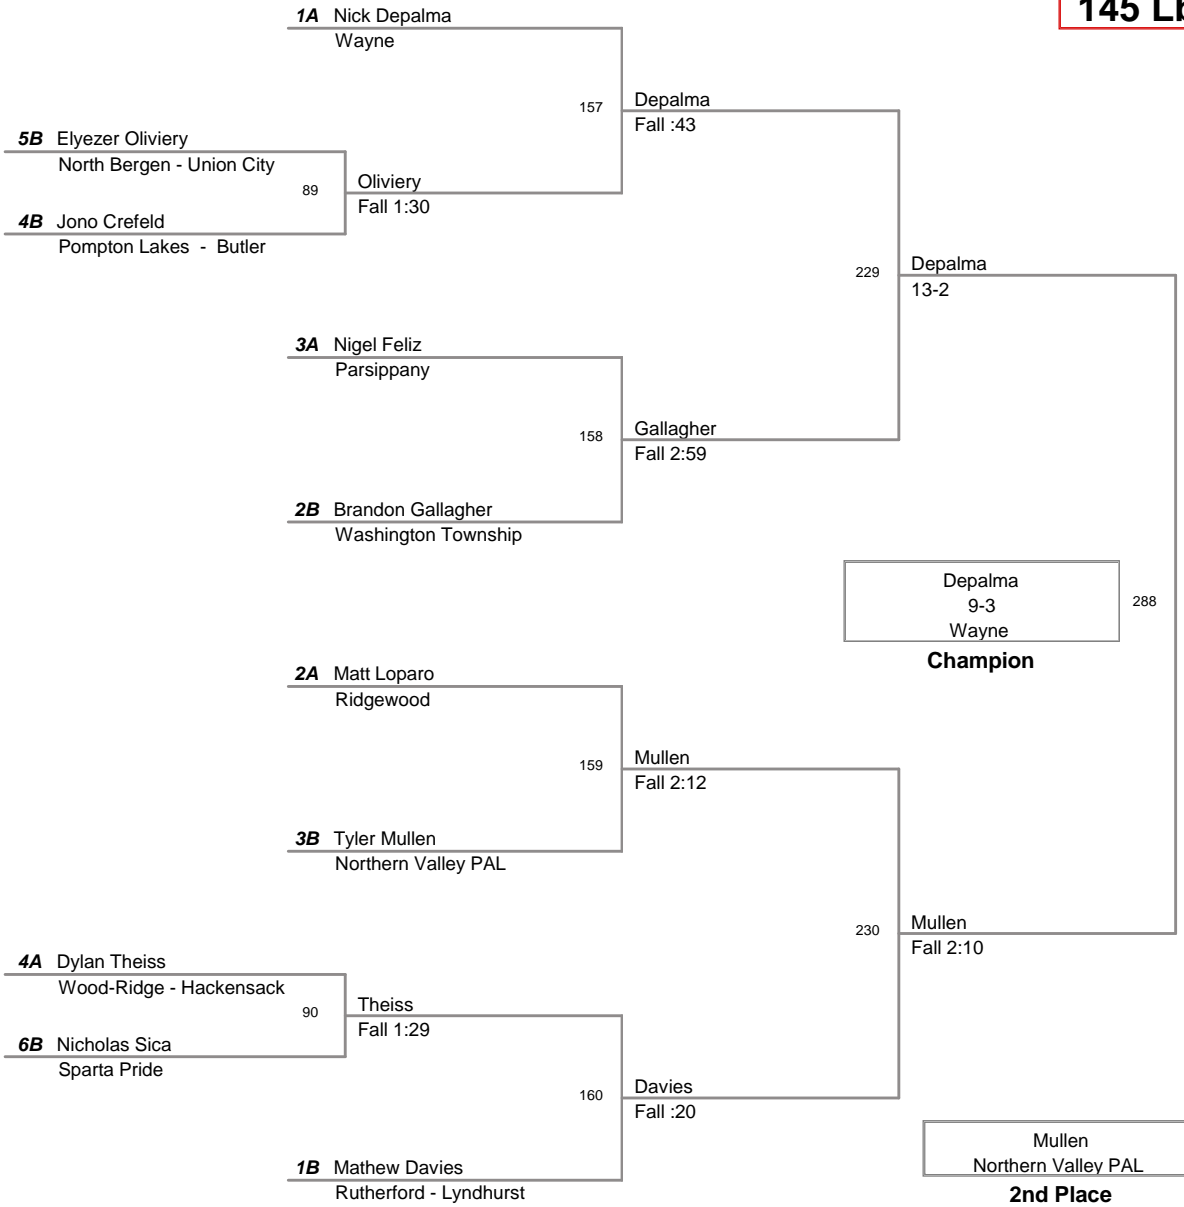 1A Nick Depalma
Wayne
145 Lb
157
Depalma
Fall :43
5B Elyezer Oliviery
North Bergen - Union City
89
Oliviery
Fall 1:30
4B Jono Crefeld
Pompton Lakes - Butler
229
Depalma
13-2
3A Nigel Feliz
Parsippany
158
Gallagher
Fall 2:59
2B Brandon Gallagher
Washington Township
Depalma
9-3
Wayne
Champion
288
2A Matt Loparo
Ridgewood
159
Mullen
Fall 2:12
3B Tyler Mullen
Northern Valley PAL
230
Mullen
Fall 2:10
4A Dylan Theiss
Wood-Ridge - Hackensack
90
Theiss
Fall 1:29
6B Nicholas Sica
Sparta Pride
160
Davies
Fall :20
1B Mathew Davies
Rutherford - Lyndhurst
Mullen
Northern Valley PAL
2nd Place